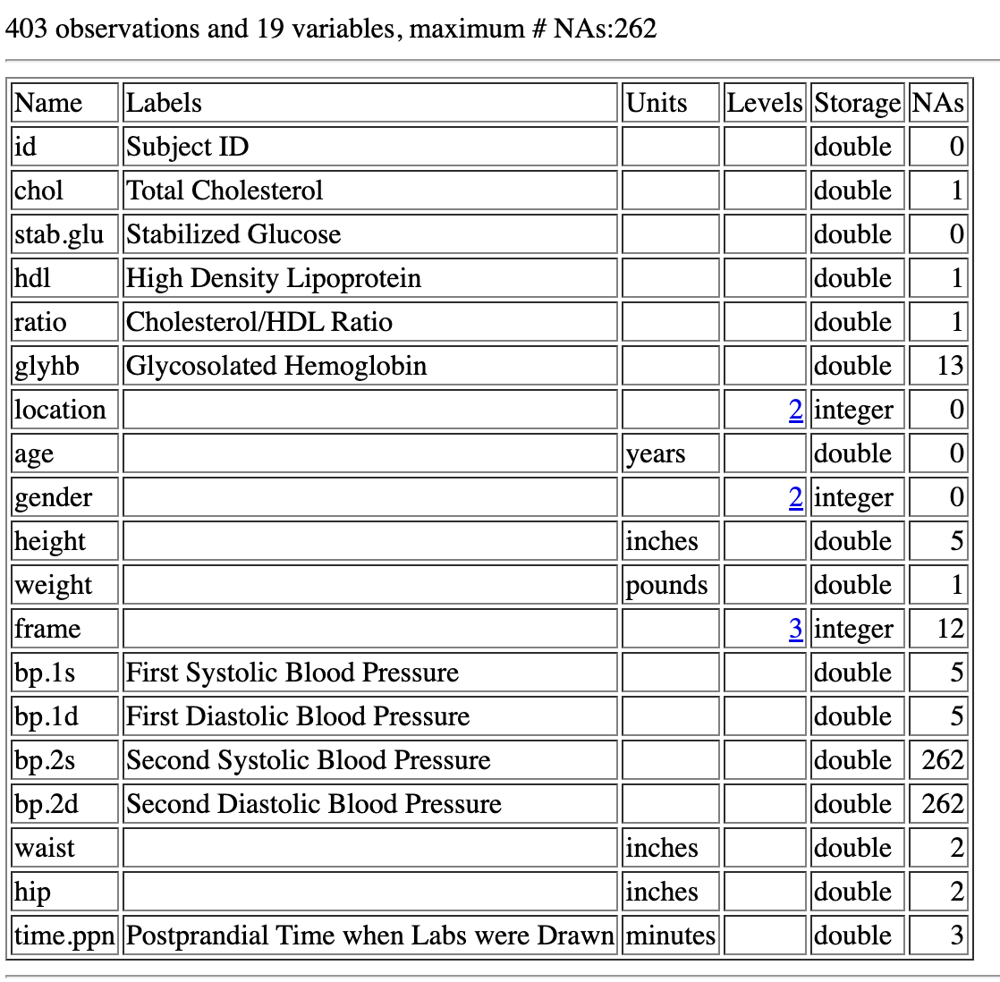 403 observations and 19 variables, maximum # NAs:262
Name Labels Units Levels Storage NAs
id Subject ID double 0
chol Total Cholesterol double 1
stab.glu Stabilized Glucose double 0
hdl High Density Lipoprotein double 1
ratio Cholesterol/HDL Ratio double 1
glyhb Glycosolated Hemoglobin double 13
location 2 integer 0
age years double 0
gender 2 integer 0
height inches double 5
weight pounds double 1
frame 3 integer 12
bp.1s First Systolic Blood Pressure double 5
bp.1d First Diastolic Blood Pressure double 5
bp.2s Second Systolic Blood Pressure double 262
bp.2d Second Diastolic Blood Pressure double 262
waist inches double 2
hip inches double 2
time.ppn Postprandial Time when Labs were Drawn minutes double 3